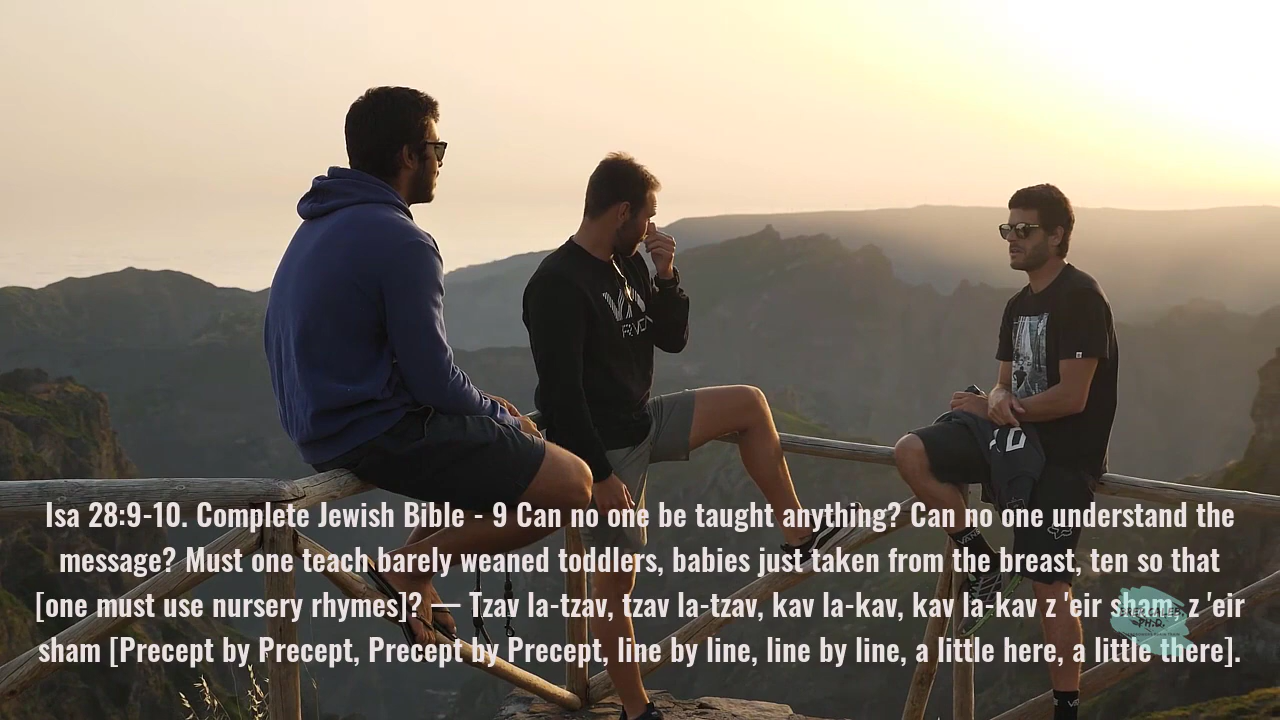 RVCA
Isa 28:9-10. Complete Jewish Bible - 9 Can no one be taught anything? Can no one understand the
message? Must one teach barely weaned toddlers, babies just taken from the breast, ten so that
[one must use nursery rhymes]? — Tzav la-tzav, tzav la-tzav, kav la-kav, kav la-kav z 'eir sham, z 'eir
sham [Precept by Precept, Precept by Precept, line by line, line by line, a little here, a little there].
PH.D.